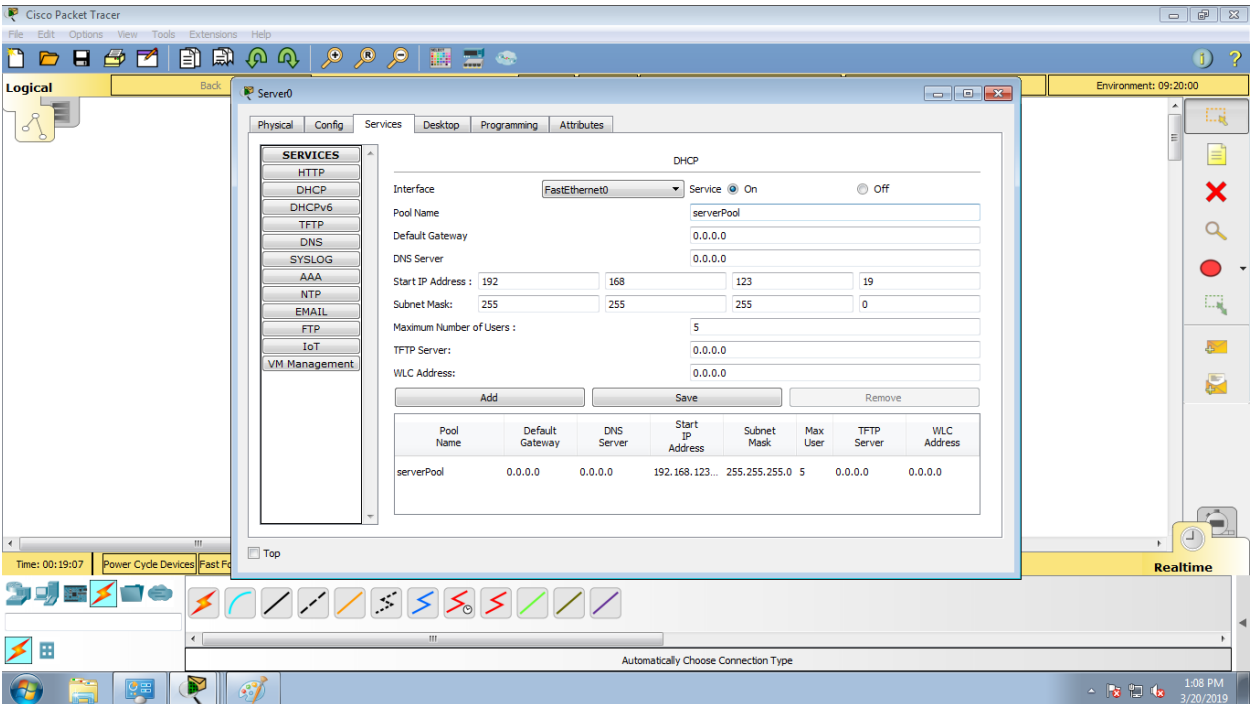 Cisco Packet Tracer
File Edit Options View Tools Extensions Help
Logical
Back
Environment: 09:20:00
Server0
Physical Config Services Desktop Programming Attributes
SERVICES
HTTP
DHCP
DHCPv6
TFTP
DNS
SYSLOG
AAA
NTP
EMAIL
FTP
IoT
VM Management
DHCP
Interface FastEthernet0 Service On Off
Pool Name serverPool
Default Gateway 0.0.0.0
DNS Server 0.0.0.0
Start IP Address : 192 168 123 19
Subnet Mask: 255 255 255 0
Maximum Number of Users : 5
TFTP Server: 0.0.0.0
WLC Address: 0.0.0.0
Add Save Remove
Pool Name Default Gateway DNS Server Start IP Address Subnet Mask Max User TFTP Server WLC Address
serverPool 0.0.0.0 0.0.0.0 192.168.123... 255.255.255.0 5 0.0.0.0 0.0.0.0
Top
Time: 00:19:07 Power Cycle Devices Fast Fo
Realtime
Automatically Choose Connection Type
1:08 PM
3/20/2019